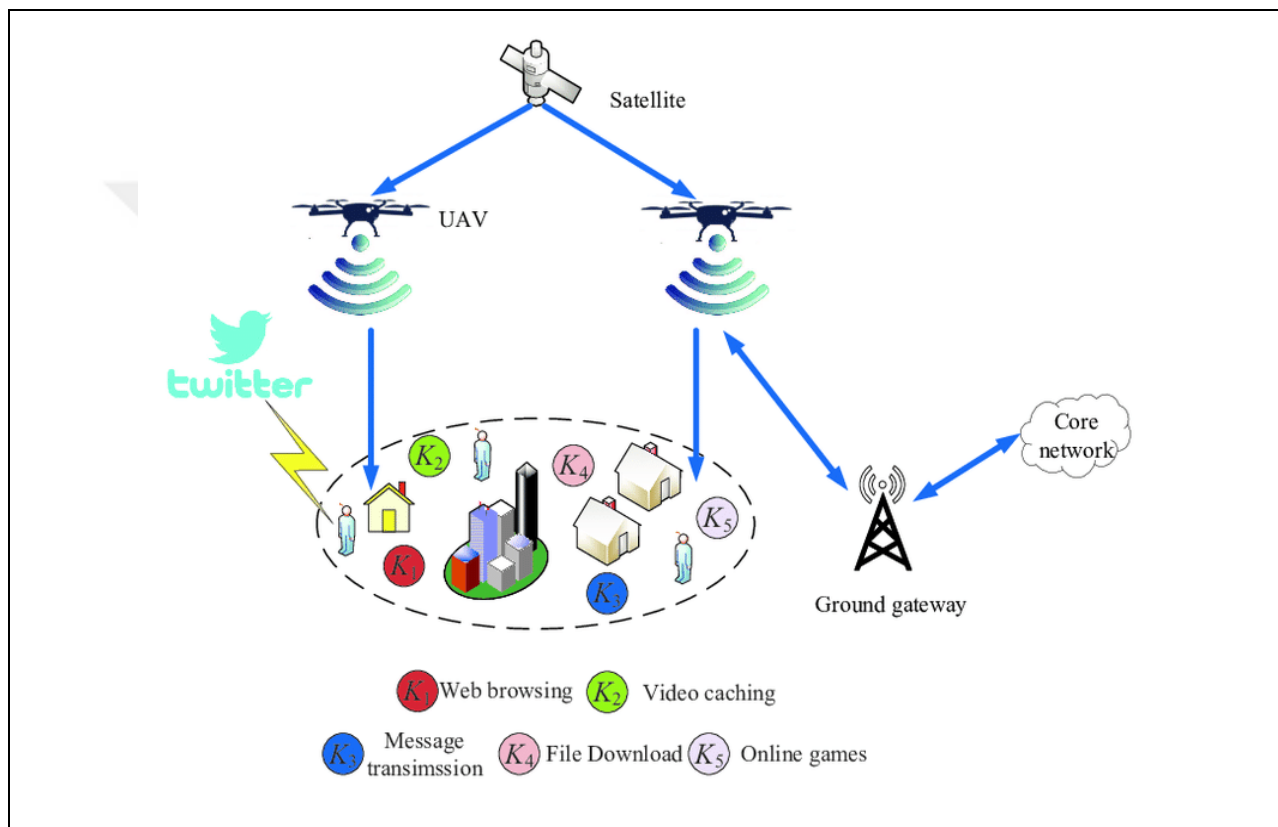 Satellite
UAV
twitter
K2
K4
K5
K1
K3
Core
network
Ground gateway
K1 Web browsing K2 Video caching
K3 Message
transimssion K4 File Download K5 Online games